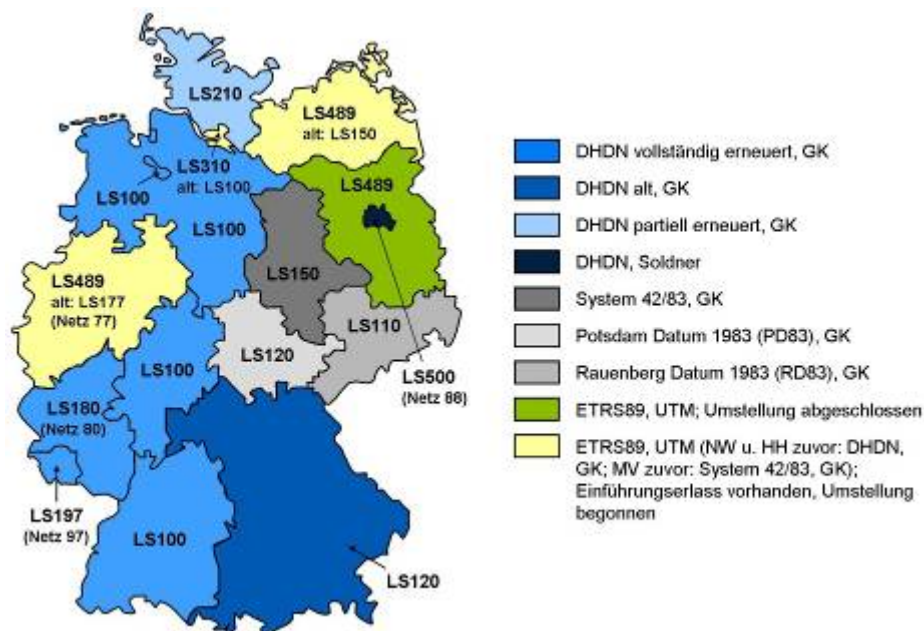 LS210
LS489
alt: LS150
LS310
alt: LS100
LS100
LS489
LS100
LS489
alt: LS177
(Netz 77)
LS150
LS110
LS120
LS100
LS500
(Netz 88)
LS180
(Netz 80)
LS197
(Netz 97)
LS100
LS120
DHDN vollständig erneuert, GK
DHDN alt, GK
DHDN partiell erneuert, GK
DHDN, Soldner
System 42/83, GK
Potsdam Datum 1983 (PD83), GK
Rauenberg Datum 1983 (RD83), GK
ETRS89, UTM; Umstellung abgeschlossen
ETRS89, UTM (NW u. HH zuvor: DHDN,
GK; MV zuvor: System 42/83, GK);
Einführungserlass vorhanden, Umstellung
begonnen